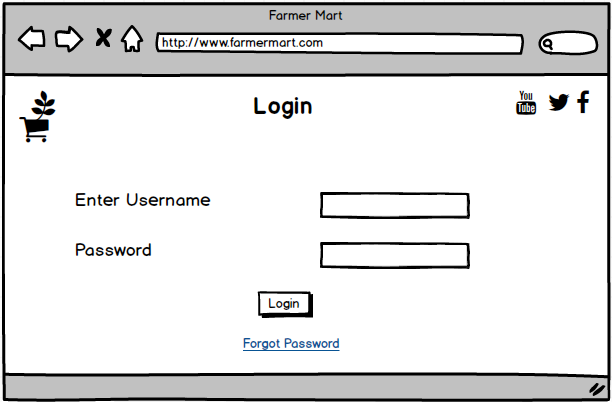 Farmer Mart
http://www.farmermart.com
Login
You
Tube
Enter Username
Password
Login
Forgot Password